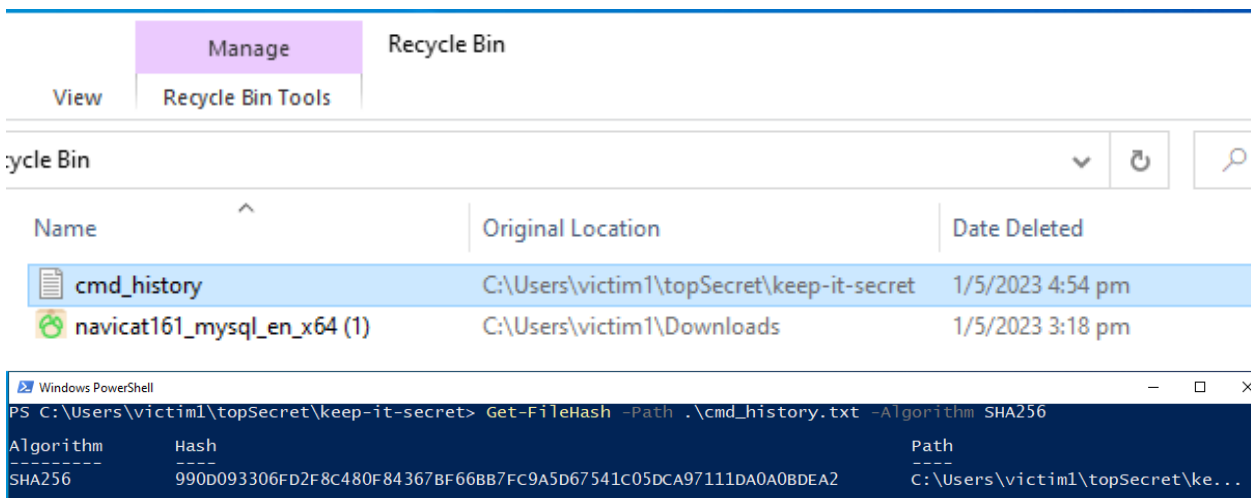 Manage Recycle Bin
View Recycle Bin Tools
cycle Bin
Name Original Location Date Deleted
cmd_history C:\Users\victim1\topSecret\keep-it-secret 1/5/2023 4:54 pm
navicat161_mysql_en_x64 (1) C:\Users\victim1\Downloads 1/5/2023 3:18 pm
Windows PowerShell
PS C:\Users\victim1\topSecret\keep-it-secret> Get-FileHash -Path .\cmd_history.txt -Algorithm SHA256
Algorithm Hash Path
--------- ---- ----
SHA256 990D093306FD2F8C480F84367BF66BB7FC9A5D67541C05DCA97111DA0A0BDEA2 C:\Users\victim1\topSecret\ke...